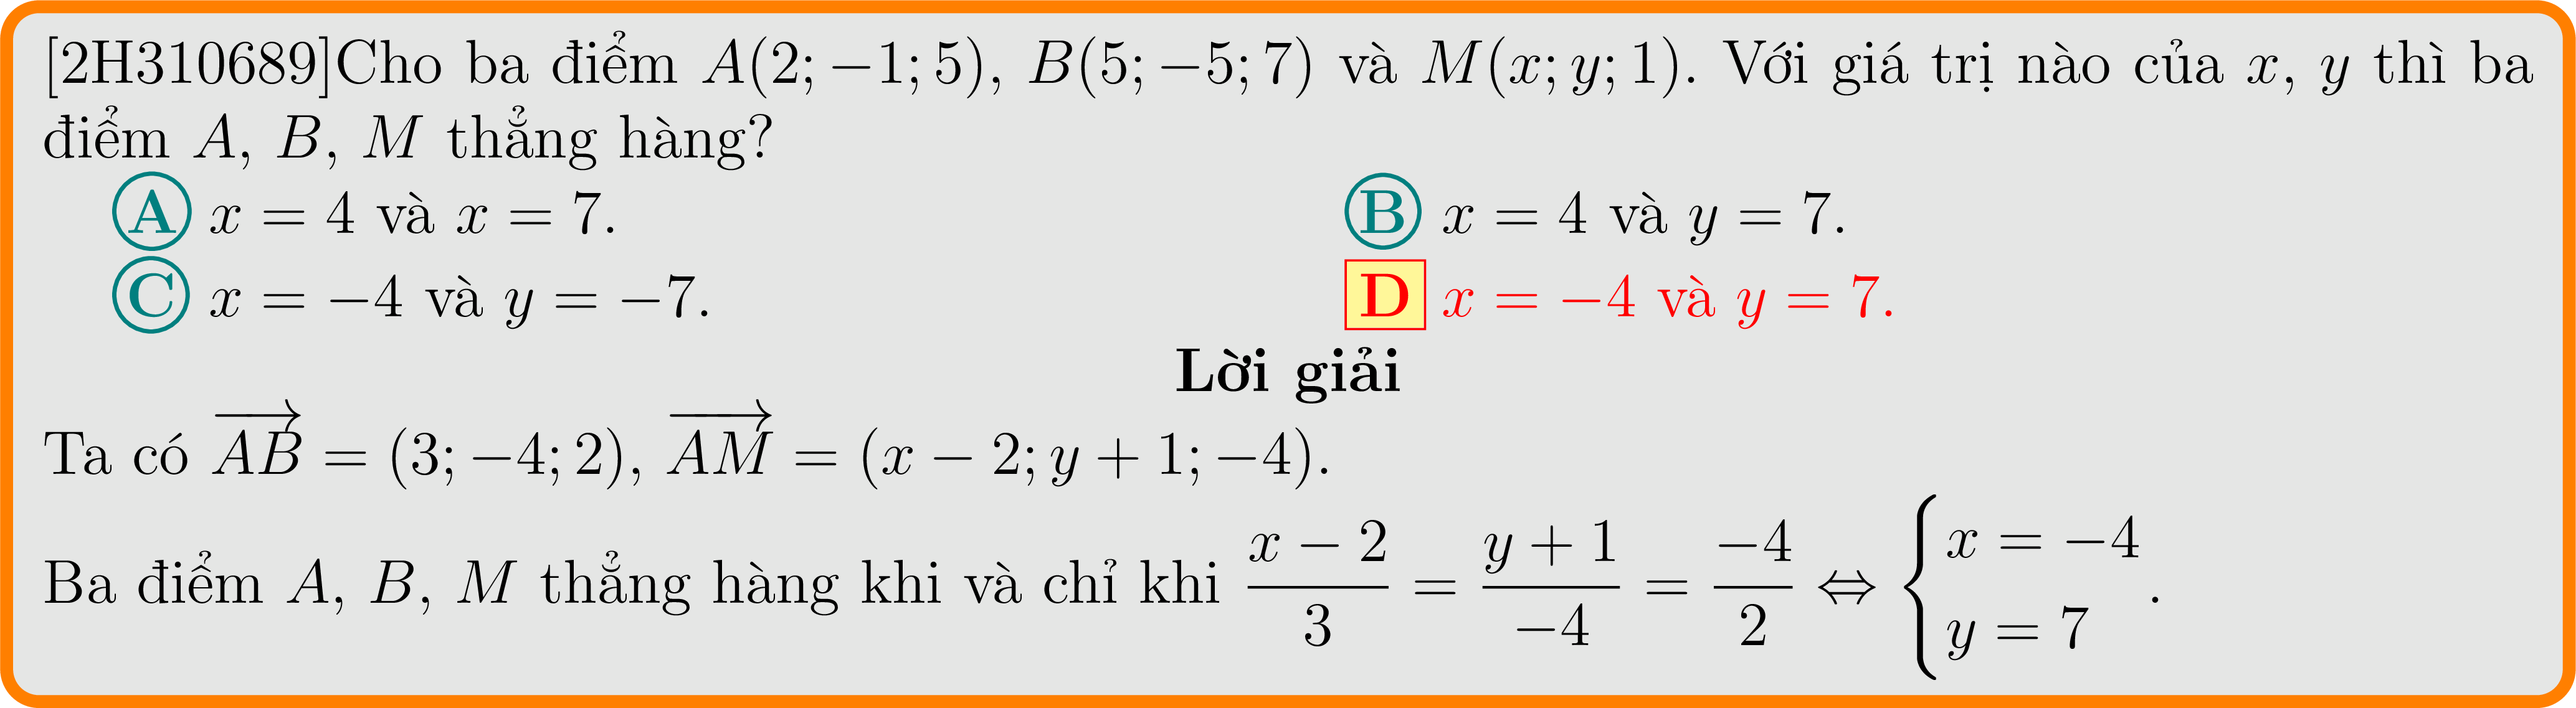 [2H310689]Cho ba điểm A(2; −1; 5), B(5; −5; 7) và M(x; y; 1). Với giá trị nào của x, y thì ba
điểm A, B, M thẳng hàng?
A x = 4 và x = 7. B x = 4 và y = 7.
C x = −4 và y = −7. D x = −4 và y = 7.
Lời giải
Ta có $\overrightarrow{AB}$ = (3; −4; 2), $\overrightarrow{AM}$ = (x − 2; y + 1; −4).
Ba điểm A, B, M thẳng hàng khi và chỉ khi $\frac{x-2}{3} = \frac{y+1}{-4} = \frac{-4}{2} \Leftrightarrow \begin{cases} x = -4 \\ y = 7 \end{cases}$.